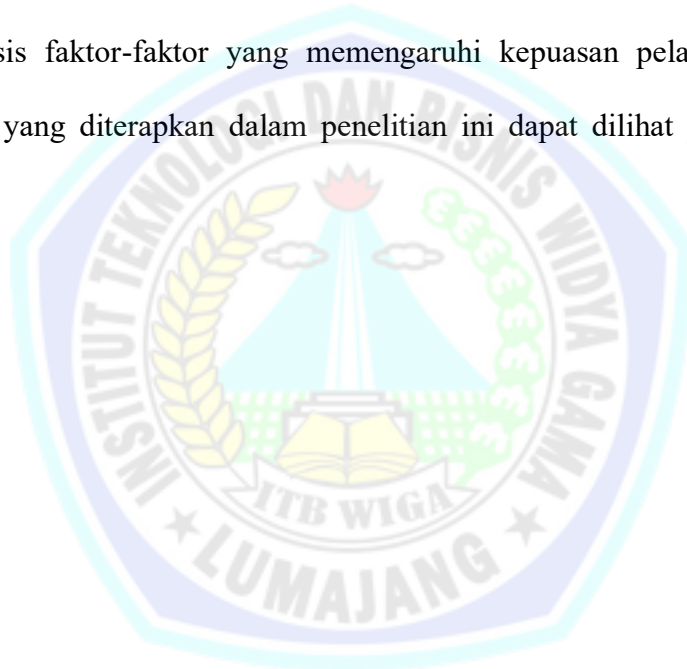 sis faktor-faktor yang memengaruhi kepuasan pela
yang diterapkan dalam penelitian ini dapat dilihat
INSTITUT TEKNOLOGI DAN BISNIS WIDYA GAMA
ITB WIGA
LUMAJANG